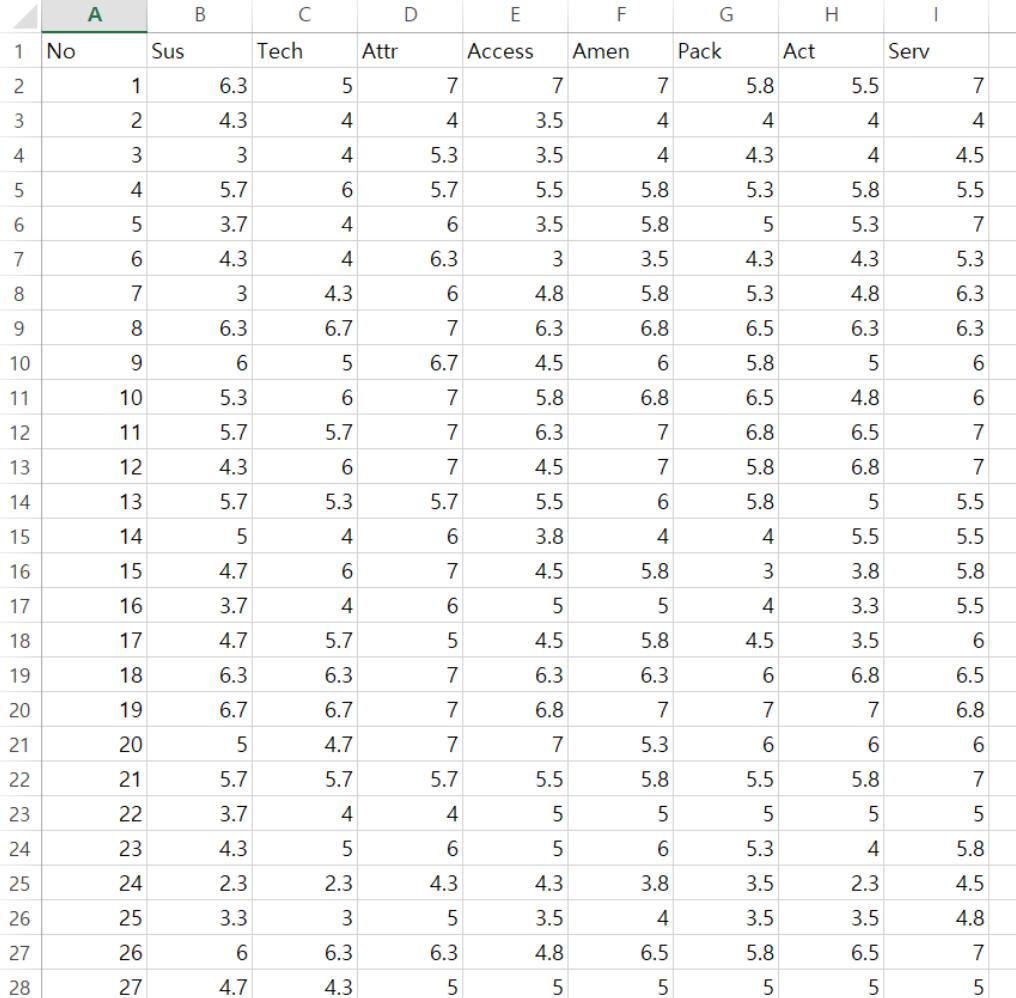 A B C D E F G H I
1 No Sus Tech Attr Access Amen Pack Act Serv
2 1 6.3 5 7 7 7 5.8 5.5 7
3 2 4.3 4 4 3.5 4 4 4 4
4 3 3 4 5.3 3.5 4 4.3 4 4.5
5 4 5.7 6 5.7 5.5 5.8 5.3 5.8 5.5
6 5 3.7 4 6 3.5 5.8 5 5.3 7
7 6 4.3 4 6.3 3 3.5 4.3 4.3 5.3
8 7 3 4.3 6 4.8 5.8 5.3 4.8 6.3
9 8 6.3 6.7 7 6.3 6.8 6.5 6.3 6.3
10 9 6 5 6.7 4.5 6 5.8 5 6
11 10 5.3 6 7 5.8 6.8 6.5 4.8 6
12 11 5.7 5.7 7 6.3 7 6.8 6.5 7
13 12 4.3 6 7 4.5 7 5.8 6.8 7
14 13 5.7 5.3 5.7 5.5 6 5.8 5 5.5
15 14 5 4 6 3.8 4 4 5.5 5.5
16 15 4.7 6 7 4.5 5.8 3 3.8 5.8
17 16 3.7 4 6 5 5 4 3.3 5.5
18 17 4.7 5.7 5 4.5 5.8 4.5 3.5 6
19 18 6.3 6.3 7 6.3 6.3 6 6.8 6.5
20 19 6.7 6.7 7 6.8 7 7 7 6.8
21 20 5 4.7 7 7 5.3 6 6 6
22 21 5.7 5.7 5.7 5.5 5.8 5.5 5.8 7
23 22 3.7 4 4 5 5 5 5 5
24 23 4.3 5 6 5 6 5.3 4 5.8
25 24 2.3 2.3 4.3 4.3 3.8 3.5 2.3 4.5
26 25 3.3 3 5 3.5 4 3.5 3.5 4.8
27 26 6 6.3 6.3 4.8 6.5 5.8 6.5 7
28 27 4.7 4.3 5 5 5 5 5 5